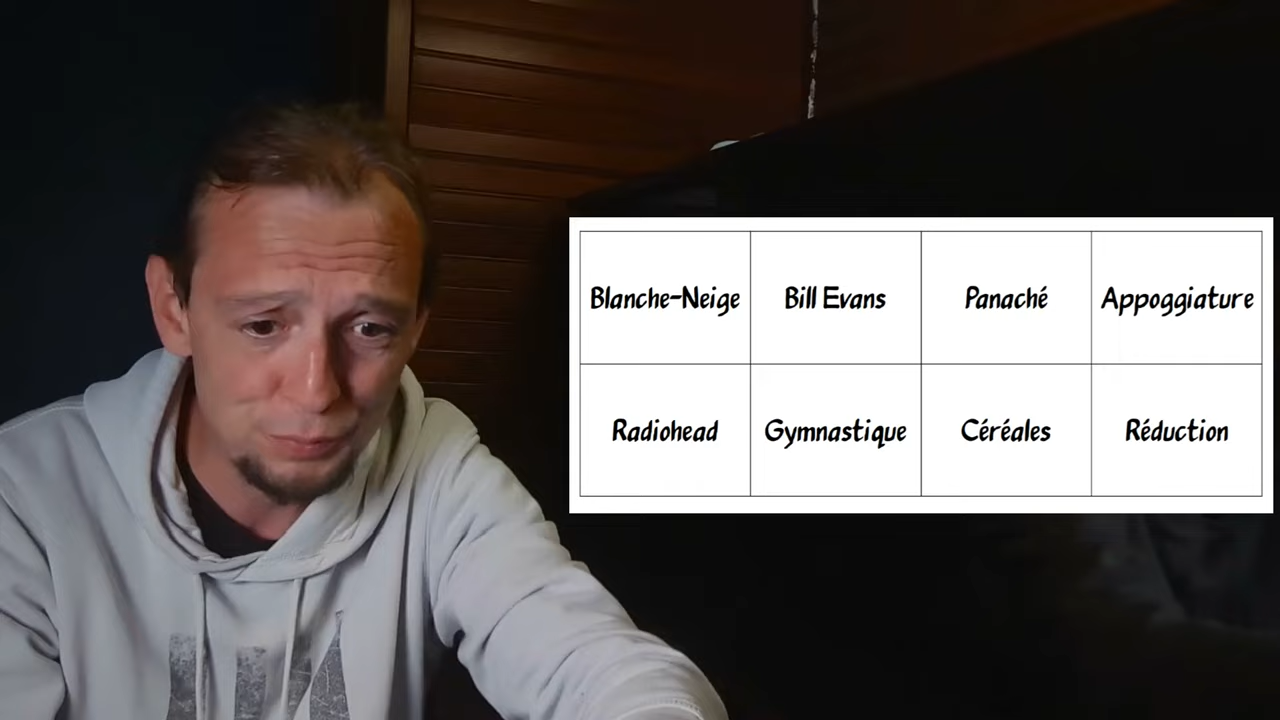 Blanche-Neige
Bill Evans
Panaché
Appoggiature
Radiohead
Gymnastique
Céréales
Réduction